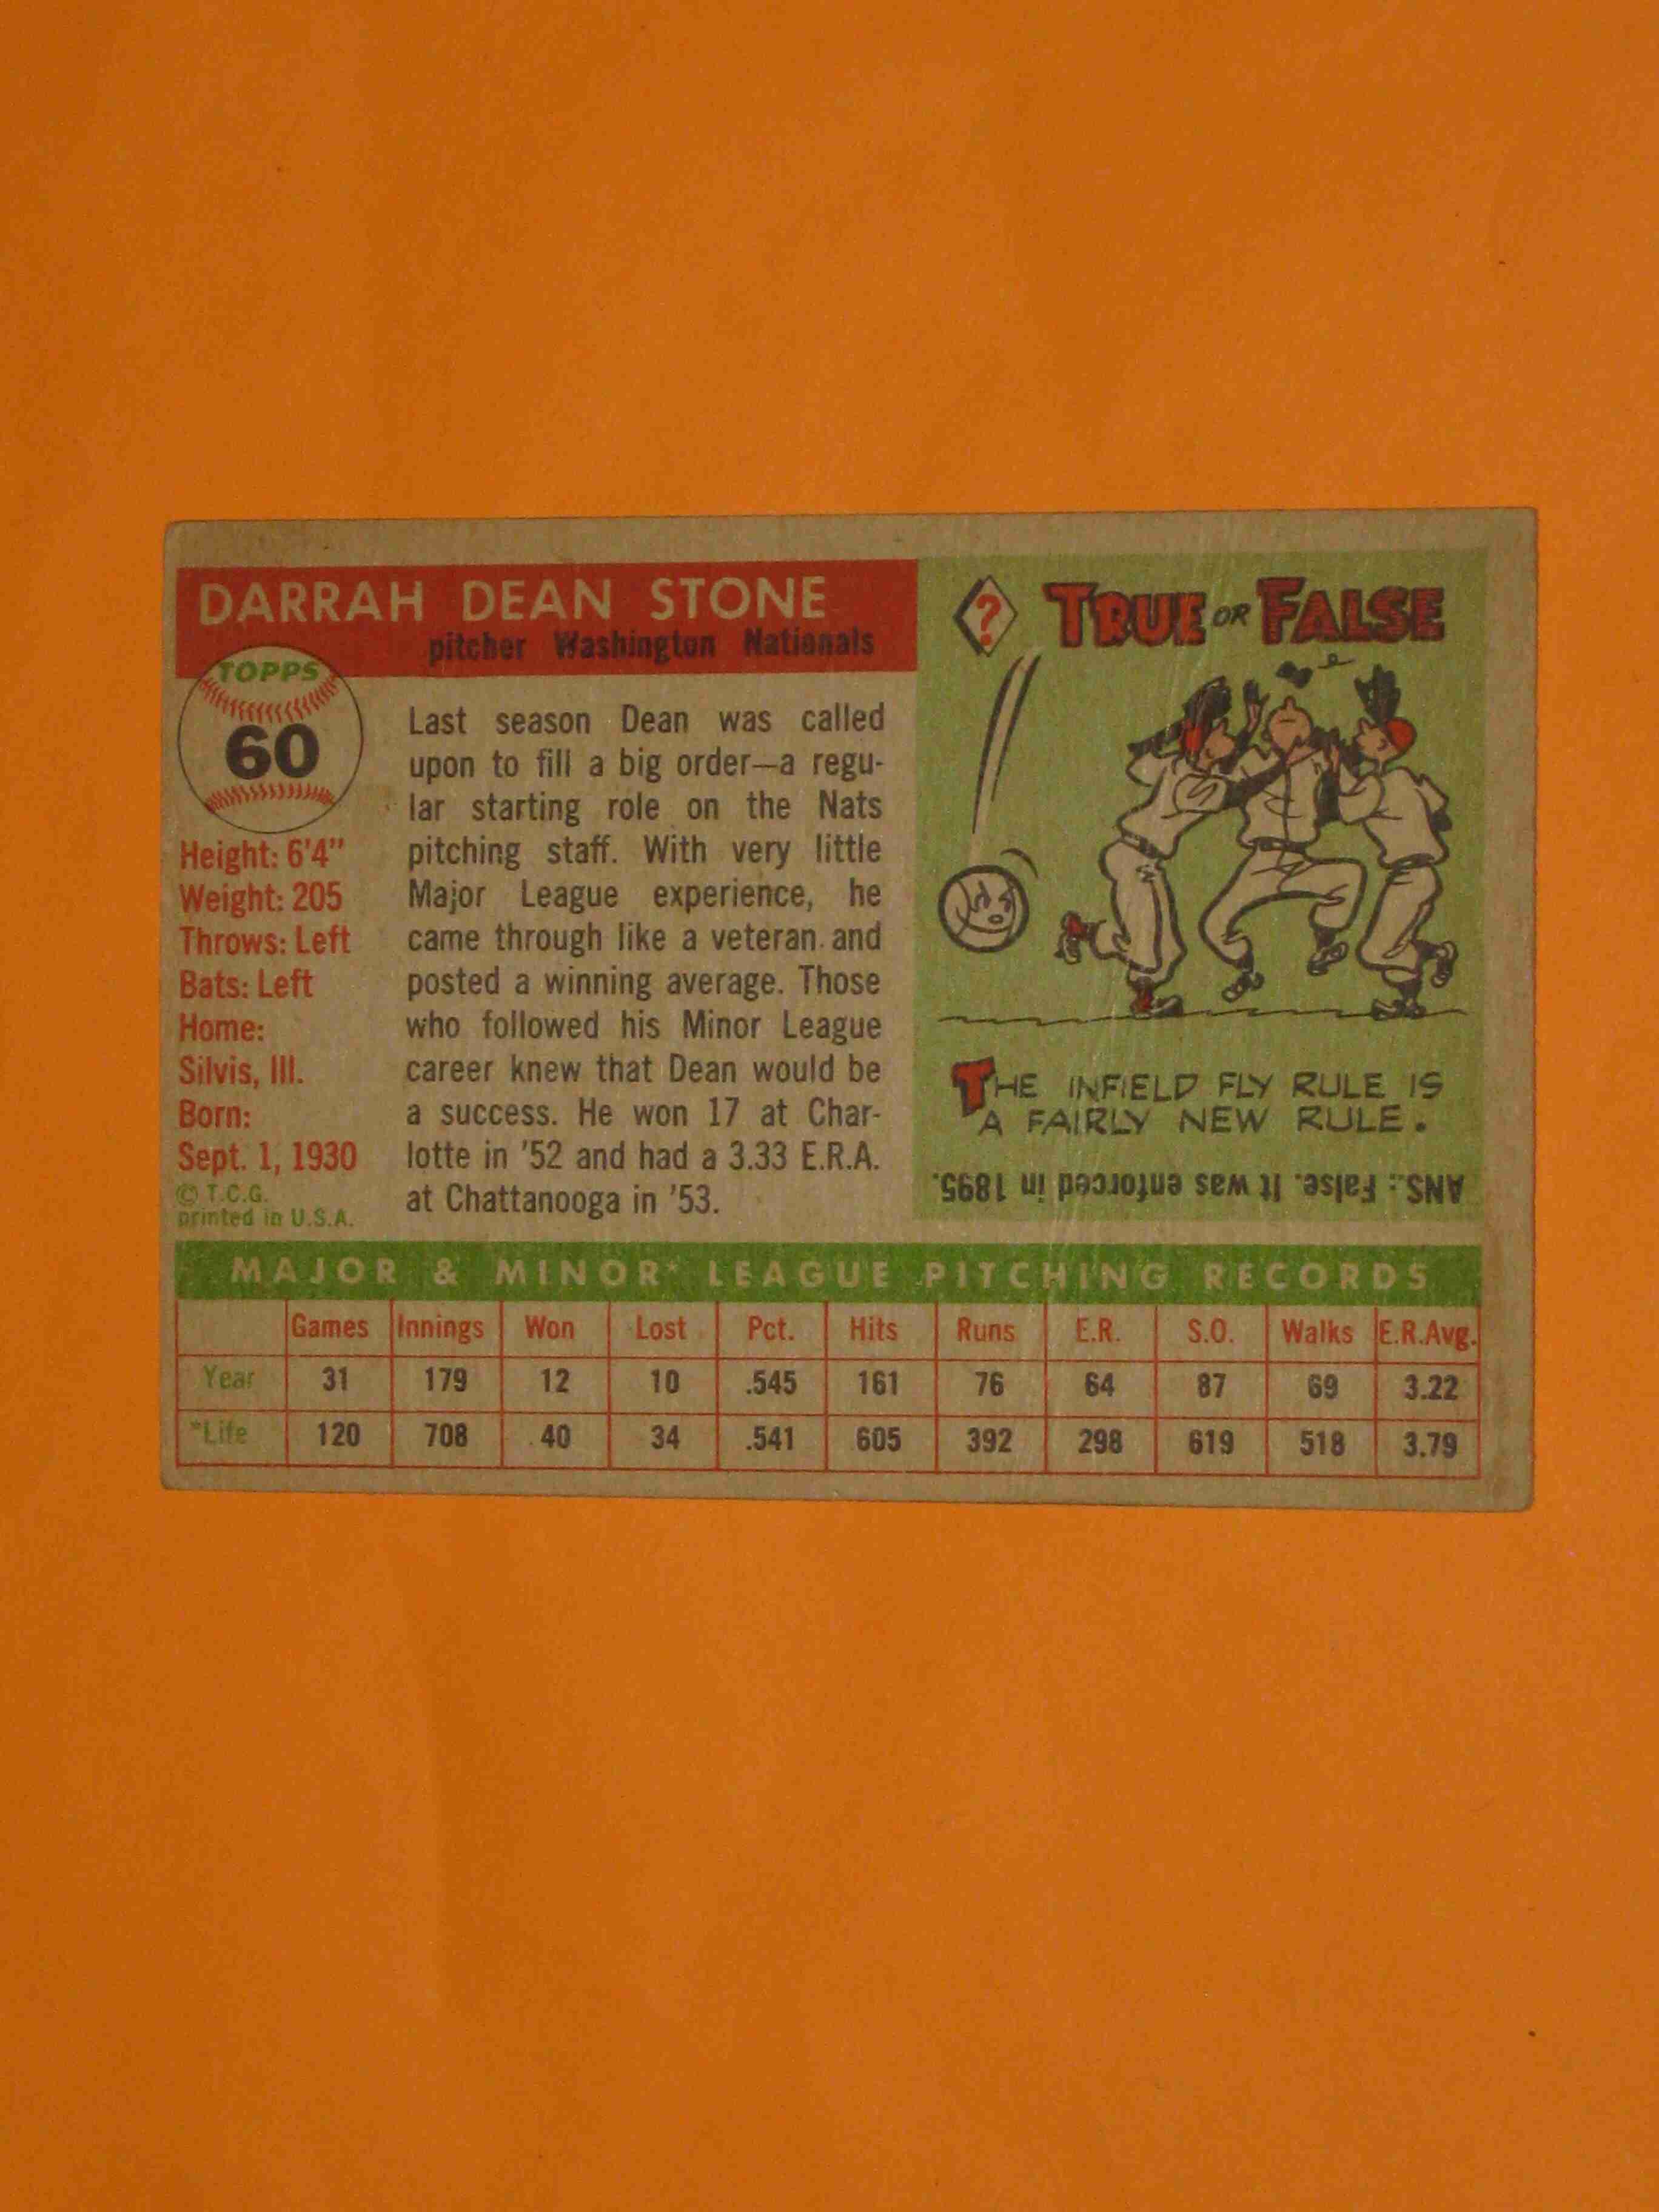 DARRAH DEAN STONE
pitcher Washington Nationals
TOPPS
60
Height: 6'4"
Weight: 205
Throws: Left
Bats: Left
Home:
Silvis, Ill.
Born:
Sept. 1, 1930
© T.C.G.
printed in U.S.A.
Last season Dean was called
upon to fill a big order—a regu-
lar starting role on the Nats
pitching staff. With very little
Major League experience, he
came through like a veteran and
posted a winning average. Those
who followed his Minor League
career knew that Dean would be
a success. He won 17 at Char-
lotte in '52 and had a 3.33 E.R.A.
at Chattanooga in '53.
? TRUE OR FALSE
THE INFIELD FLY RULE IS
A FAIRLY NEW RULE.
ANS.: False. It was enforced in 1895.
MAJOR & MINOR* LEAGUE PITCHING RECORDS
Games Innings Won Lost Pct. Hits Runs E.R. S.O. Walks E.R.Avg.
Year 31 179 12 10 .545 161 76 64 87 69 3.22
*Life 120 708 40 34 .541 605 392 298 619 518 3.79